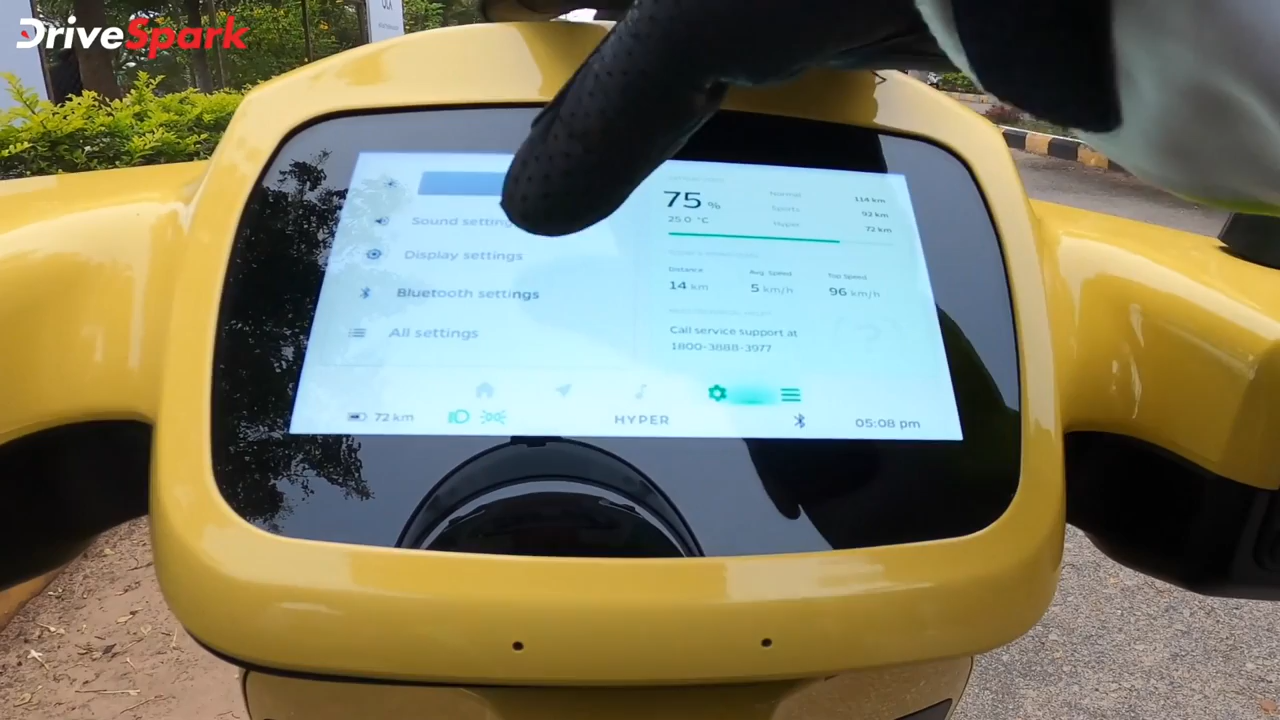 DriveSpark
75 %
25.0 °C
Normal 114 km
Sports 92 km
Hyper 72 km
Sound settings
Display settings
Bluetooth settings
All settings
Distance
14 km
Avg. Speed
5 km/h
Top Speed
96 km/h
Call service support at
1800-3888-3977
72 km
HYPER
05:08 pm